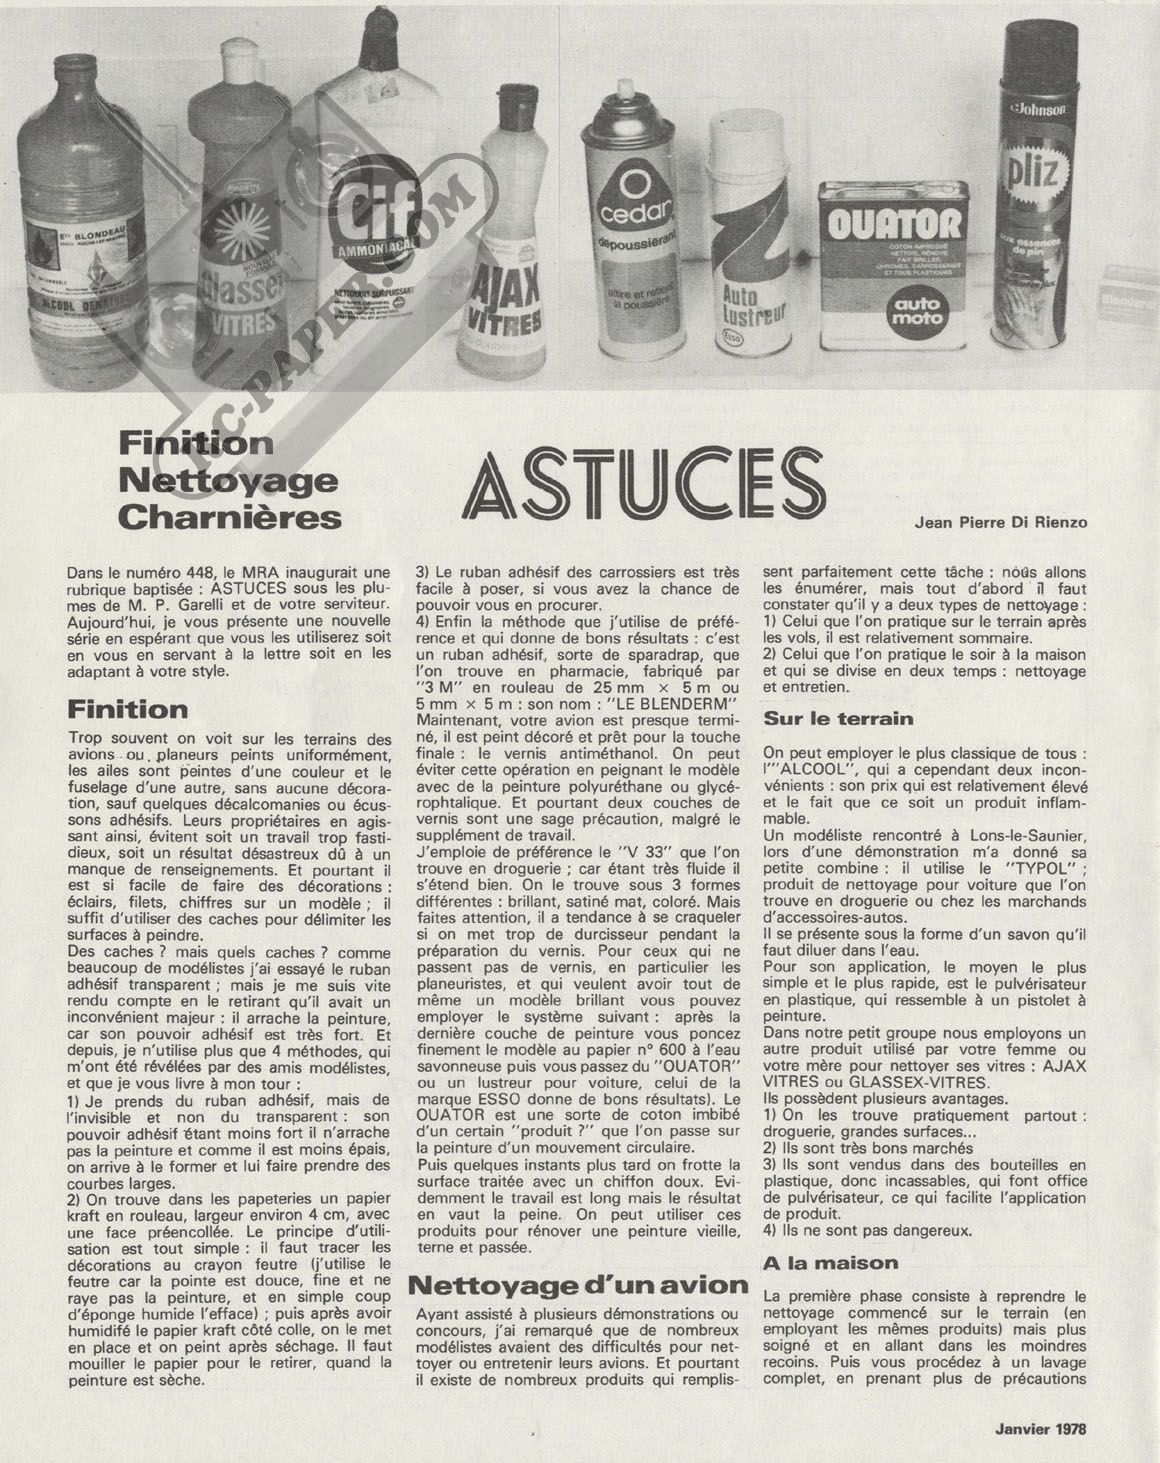 Ets BLONDEAU
ALCOOL DENATURE
Reckitt
glassex
VITRES
Cif
AMMONIACAL
NETTOYANT SURPUISSANT
AJAX
VITRES
cedar
dépoussiérant
attire et retient
la poussière
Auto
Lustreur
Esso
OUATOR
COTON IMPREGNE
NETTOIE, RENOVE
FAIT BRILLER,
CHROMES, CARROSSERIES
ET TOUS PLASTIQUES
auto
moto
Johnson
pliz
aux essences
de pin
Blenderm
RC-PAPER.COM
Finition
Nettoyage
Charnières
ASTUCES
Jean Pierre Di Rienzo
Dans le numéro 448, le MRA inaugurait une
rubrique baptisée : ASTUCES sous les plu-
mes de M. P. Garelli et de votre serviteur.
Aujourd'hui, je vous présente une nouvelle
série en espérant que vous les utiliserez soit
en vous en servant à la lettre soit en les
adaptant à votre style.
Finition
Trop souvent on voit sur les terrains des
avions ou planeurs peints uniformément,
les ailes sont peintes d'une couleur et le
fuselage d'une autre, sans aucune décora-
tion, sauf quelques décalcomanies ou écus-
sons adhésifs. Leurs propriétaires en agis-
sant ainsi, évitent soit un travail trop fasti-
dieux, soit un résultat désastreux dû à un
manque de renseignements. Et pourtant il
est si facile de faire des décorations :
éclairs, filets, chiffres sur un modèle ; il
suffit d'utiliser des caches pour délimiter les
surfaces à peindre.
Des caches ? mais quels caches ? comme
beaucoup de modélistes j'ai essayé le ruban
adhésif transparent ; mais je me suis vite
rendu compte en le retirant qu'il avait un
inconvénient majeur : il arrache la peinture,
car son pouvoir adhésif est très fort. Et
depuis, je n'utilise plus que 4 méthodes, qui
m'ont été révélées par des amis modélistes,
et que je vous livre à mon tour :
1) Je prends du ruban adhésif, mais de
l'invisible et non du transparent : son
pouvoir adhésif étant moins fort il n'arrache
pas la peinture et comme il est moins épais,
on arrive à le former et lui faire prendre des
courbes larges.
2) On trouve dans les papeteries un papier
kraft en rouleau, largeur environ 4 cm, avec
une face préencollée. Le principe d'utili-
sation est tout simple : il faut tracer les
décorations au crayon feutre (j'utilise le
feutre car la pointe est douce, fine et ne
raye pas la peinture, et en simple coup
d'éponge humide l'efface) ; puis après avoir
humidifé le papier kraft côté colle, on le met
en place et on peint après séchage. Il faut
mouiller le papier pour le retirer, quand la
peinture est sèche.
3) Le ruban adhésif des carrossiers est très
facile à poser, si vous avez la chance de
pouvoir vous en procurer.
4) Enfin la méthode que j'utilise de préfé-
rence et qui donne de bons résultats : c'est
un ruban adhésif, sorte de sparadrap, que
l'on trouve en pharmacie, fabriqué par
"3 M" en rouleau de 25 mm × 5 m ou
5 mm × 5 m : son nom : "LE BLENDERM"
Maintenant, votre avion est presque termi-
né, il est peint décoré et prêt pour la touche
finale : le vernis antiméthanol. On peut
éviter cette opération en peignant le modèle
avec de la peinture polyuréthane ou glycé-
rophtalique. Et pourtant deux couches de
vernis sont une sage précaution, malgré le
supplément de travail.
J'emploie de préférence le "V 33" que l'on
trouve en droguerie ; car étant très fluide il
s'étend bien. On le trouve sous 3 formes
différentes : brillant, satiné mat, coloré. Mais
faites attention, il a tendance à se craqueler
si on met trop de durcisseur pendant la
préparation du vernis. Pour ceux qui ne
passent pas de vernis, en particulier les
planeuristes, et qui veulent avoir tout de
même un modèle brillant vous pouvez
employer le système suivant : après la
dernière couche de peinture vous poncez
finement le modèle au papier n° 600 à l'eau
savonneuse puis vous passez du "OUATOR"
ou un lustreur pour voiture, celui de la
marque ESSO donne de bons résultats). Le
OUATOR est une sorte de coton imbibé
d'un certain "produit ?" que l'on passe sur
la peinture d'un mouvement circulaire.
Puis quelques instants plus tard on frotte la
surface traitée avec un chiffon doux. Evi-
demment le travail est long mais le résultat
en vaut la peine. On peut utiliser ces
produits pour rénover une peinture vieille,
terne et passée.
Nettoyage d'un avion
Ayant assisté à plusieurs démonstrations ou
concours, j'ai remarqué que de nombreux
modélistes avaient des difficultés pour net-
toyer ou entretenir leurs avions. Et pourtant
il existe de nombreux produits qui remplis-
sent parfaitement cette tâche : nous allons
les énumérer, mais tout d'abord il faut
constater qu'il y a deux types de nettoyage :
1) Celui que l'on pratique sur le terrain après
les vols, il est relativement sommaire.
2) Celui que l'on pratique le soir à la maison
et qui se divise en deux temps : nettoyage
et entretien.
Sur le terrain
On peut employer le plus classique de tous :
l'"ALCOOL", qui a cependant deux incon-
vénients : son prix qui est relativement élevé
et le fait que ce soit un produit inflam-
mable.
Un modéliste rencontré à Lons-le-Saunier,
lors d'une démonstration m'a donné sa
petite combine : il utilise le "TYPOL" ;
produit de nettoyage pour voiture que l'on
trouve en droguerie ou chez les marchands
d'accessoires-autos.
Il se présente sous la forme d'un savon qu'il
faut diluer dans l'eau.
Pour son application, le moyen le plus
simple et le plus rapide, est le pulvérisateur
en plastique, qui ressemble à un pistolet à
peinture.
Dans notre petit groupe nous employons un
autre produit utilisé par votre femme ou
votre mère pour nettoyer ses vitres : AJAX
VITRES ou GLASSEX-VITRES.
Ils possèdent plusieurs avantages.
1) On les trouve pratiquement partout :
droguerie, grandes surfaces...
2) Ils sont très bons marchés
3) Ils sont vendus dans des bouteilles en
plastique, donc incassables, qui font office
de pulvérisateur, ce qui facilite l'application
de produit.
4) Ils ne sont pas dangereux.
A la maison
La première phase consiste à reprendre le
nettoyage commencé sur le terrain (en
employant les mêmes produits) mais plus
soigné et en allant dans les moindres
recoins. Puis vous procédez à un lavage
complet, en prenant plus de précautions
Janvier 1978